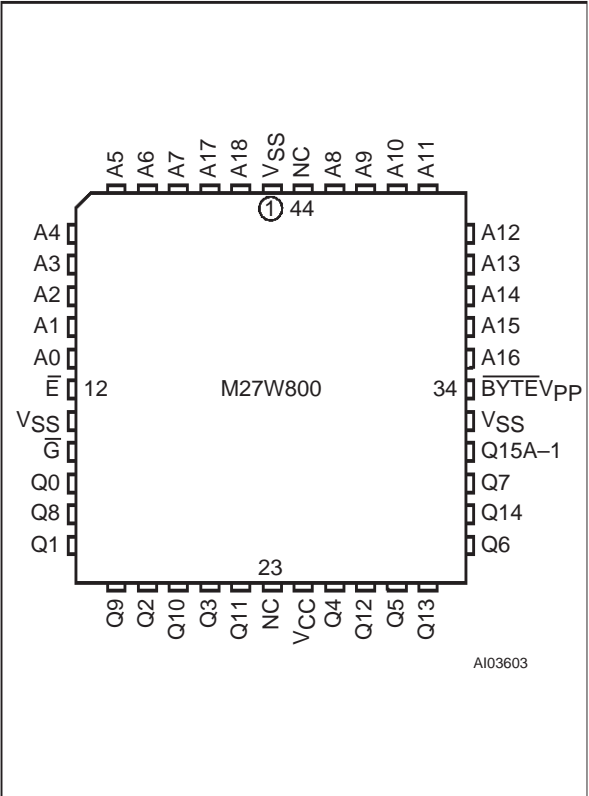 A5 A6 A7 A17 A18 VSS NC A8 A9 A10 A11
1 44
A4 A12
A3 A13
A2 A14
A1 A15
A0 A16
E̅ 12 M27W800 34 B̅Y̅T̅E̅VPP
VSS VSS
G̅ Q15A–1
Q0 Q7
Q8 Q14
Q1 Q6
23
Q9 Q2 Q10 Q3 Q11 NC VCC Q4 Q12 Q5 Q13
AI03603